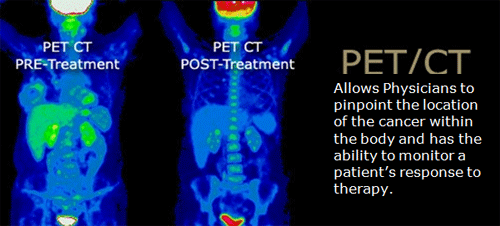 PET CT
PRE-Treatment
PET CT
POST-Treatment
PET/CT
Allows Physicians to
pinpoint the location
of the cancer within
the body and has the
ability to monitor a
patient's response to
therapy.